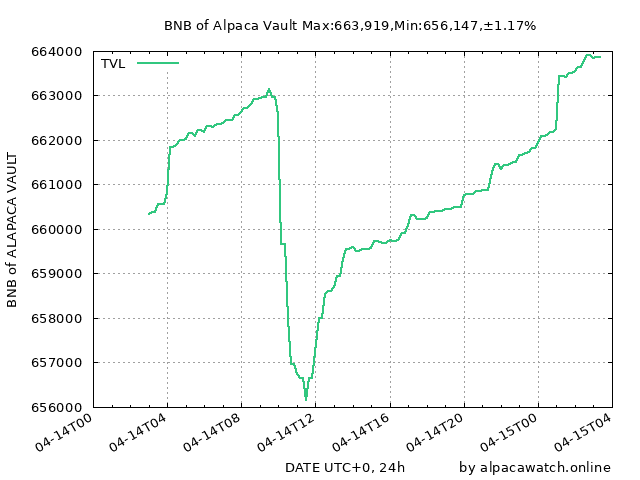 BNB of Alpaca Vault Max:663,919,Min:656,147,±1.17%
TVL
664000
663000
662000
661000
660000
659000
658000
657000
656000
BNB of ALAPACA VAULT
04-14T00
04-14T04
04-14T08
04-14T12
04-14T16
04-14T20
04-15T00
04-15T04
DATE UTC+0, 24h
by alpacawatch.online